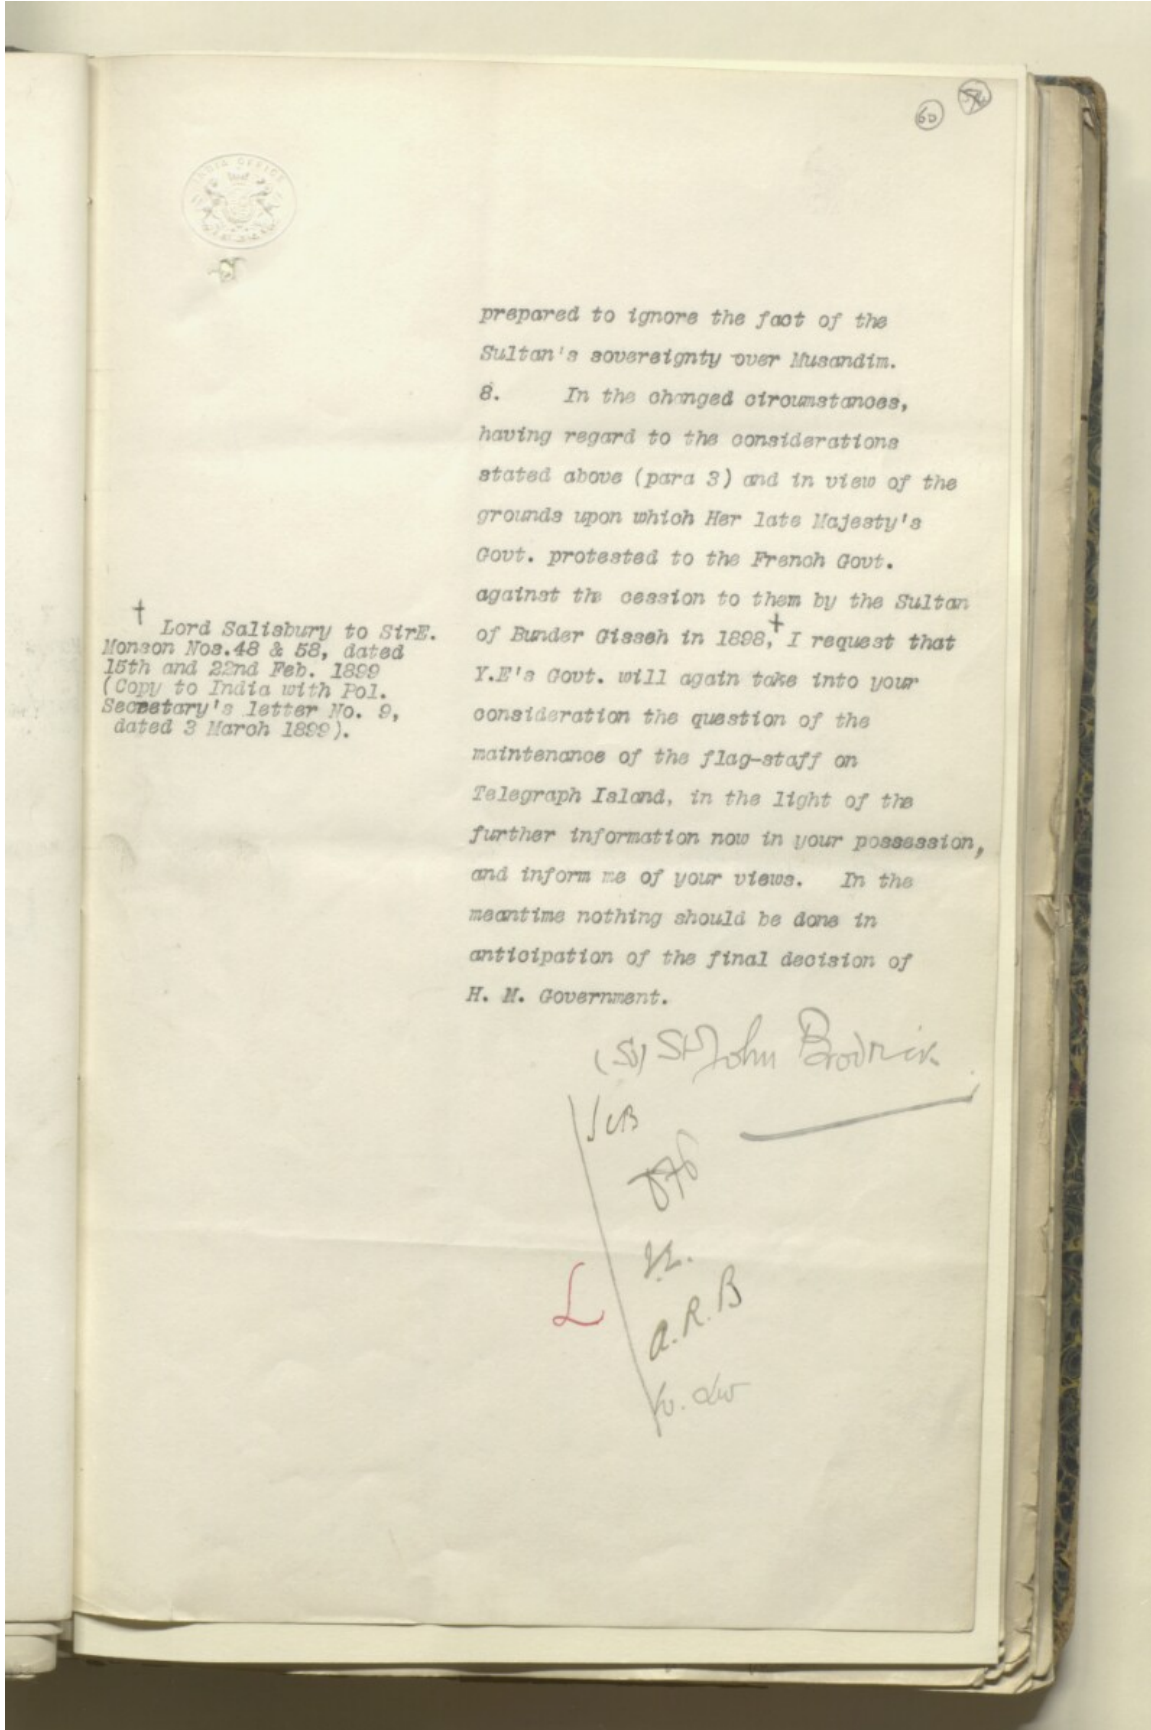 60
INDIA OFFICE
prepared to ignore the fact of the
Sultan's sovereignty over Musandim.
8. In the changed circumstances,
having regard to the considerations
stated above (para 3) and in view of the
grounds upon which Her late Majesty's
Govt. protested to the French Govt.
against the cession to them by the Sultan
of Bunder Gisseh in 1898,† I request that
Y.E's Govt. will again take into your
consideration the question of the
maintenance of the flag-staff on
Telegraph Island, in the light of the
further information now in your possession,
and inform me of your views. In the
meantime nothing should be done in
anticipation of the final decision of
H. M. Government.
†
Lord Salisbury to SirE.
Monson Nos.48 & 58, dated
15th and 22nd Feb. 1899
(Copy to India with Pol.
Secretary's letter No. 9,
dated 3 March 1899).
(Sd) St John Brodrick
L
A.R.B